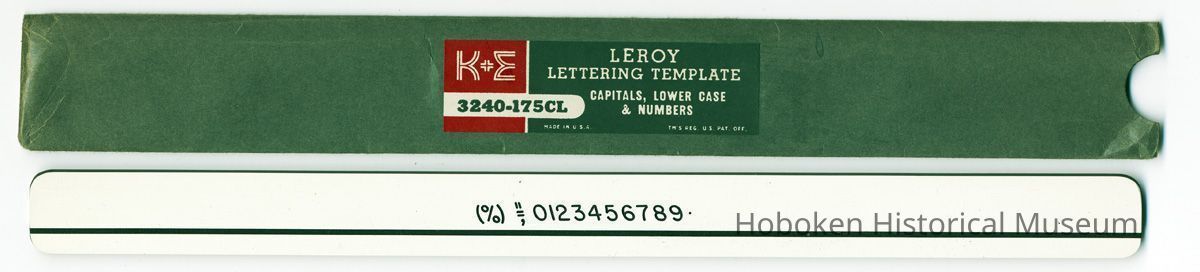 K+E
LEROY
LETTERING TEMPLATE
3240-175CL
CAPITALS, LOWER CASE
& NUMBERS
MADE IN U.S.A.
TM'S REG. U.S. PAT. OFF.
(%) "=; 0123456789.
Hoboken Historical Museum